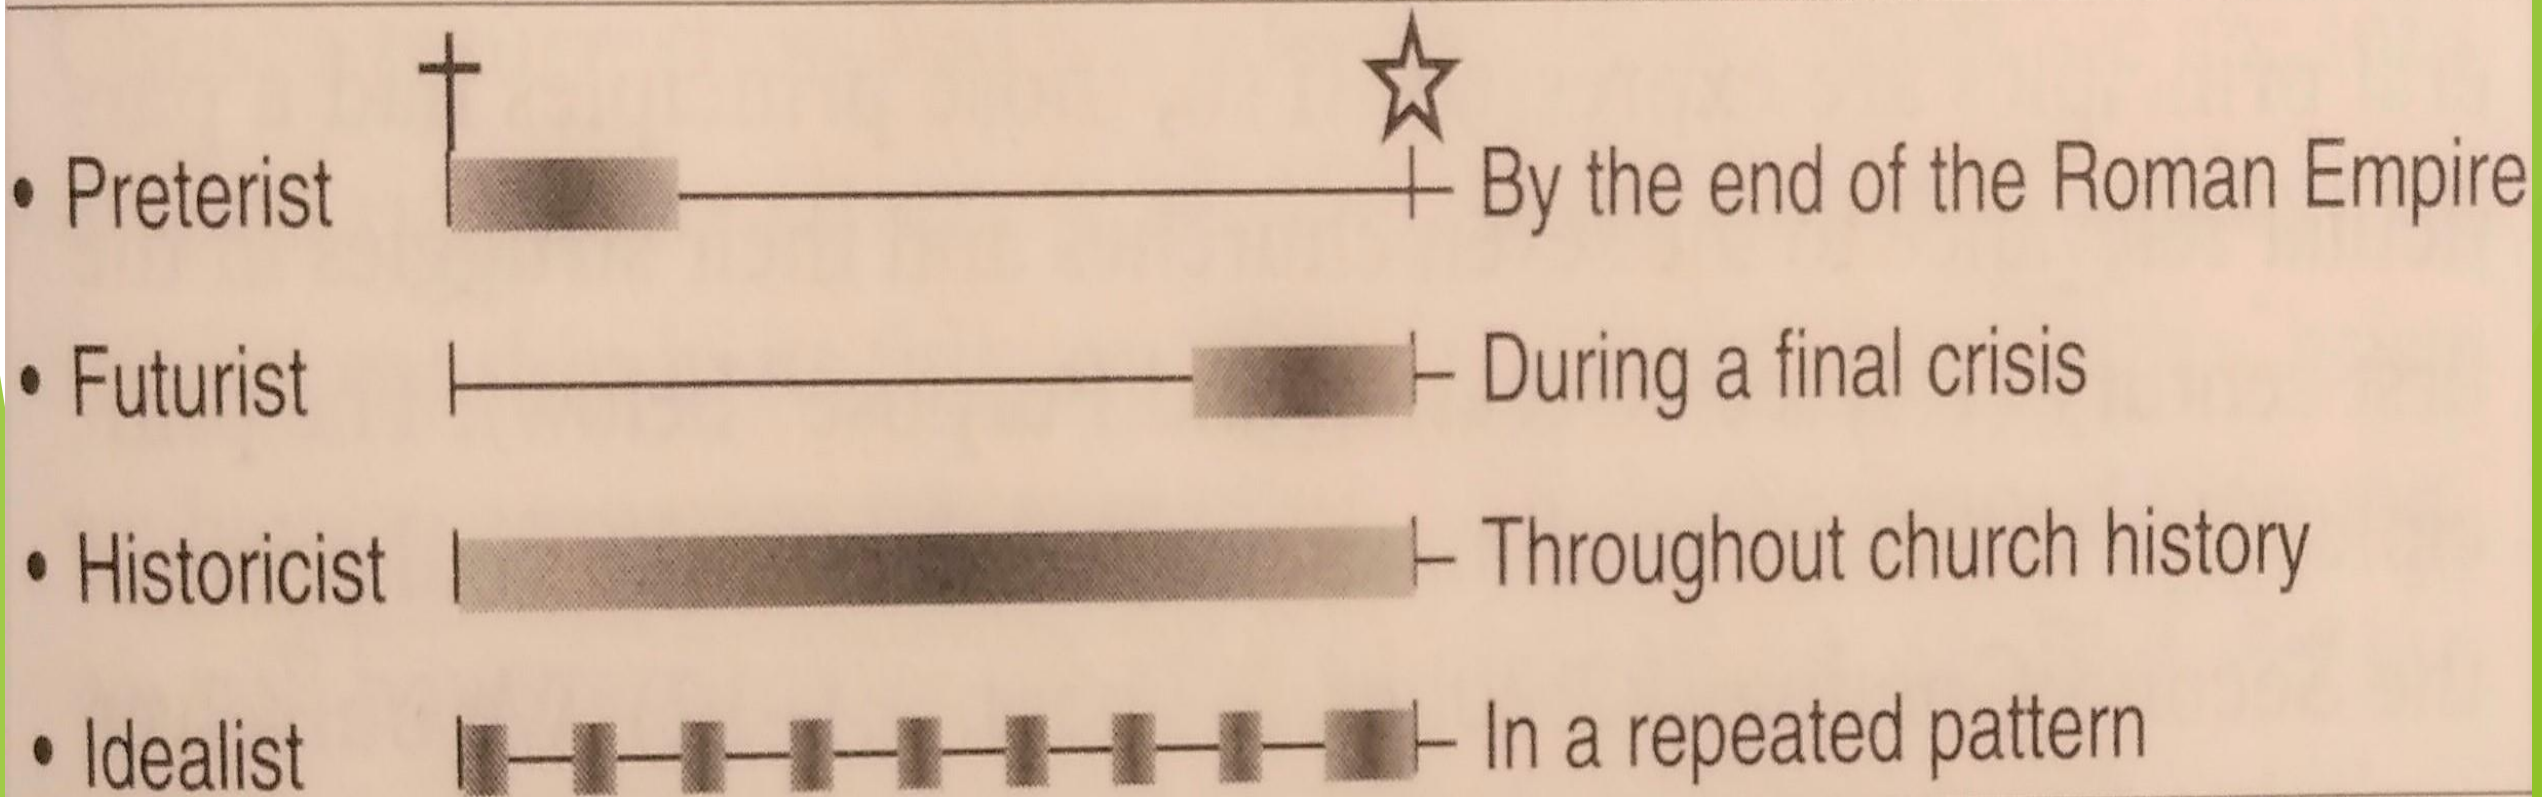 • Preterist By the end of the Roman Empire
• Futurist During a final crisis
• Historicist Throughout church history
• Idealist In a repeated pattern